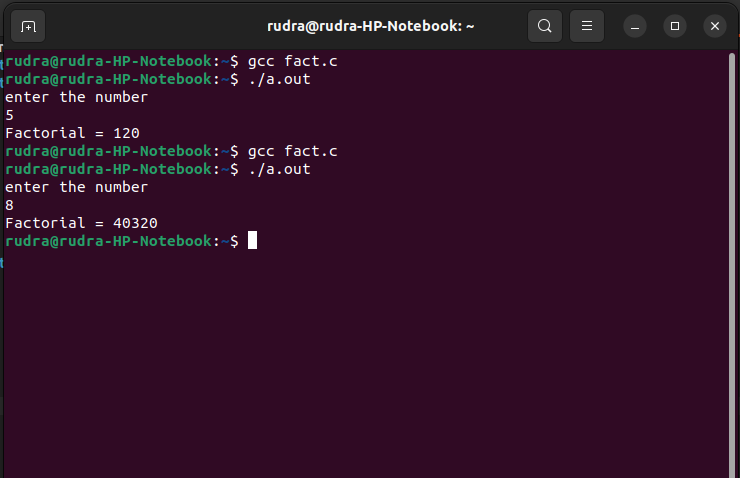 rudra@rudra-HP-Notebook: ~
rudra@rudra-HP-Notebook:~$ gcc fact.c
rudra@rudra-HP-Notebook:~$ ./a.out
enter the number
5
Factorial = 120
rudra@rudra-HP-Notebook:~$ gcc fact.c
rudra@rudra-HP-Notebook:~$ ./a.out
enter the number
8
Factorial = 40320
rudra@rudra-HP-Notebook:~$